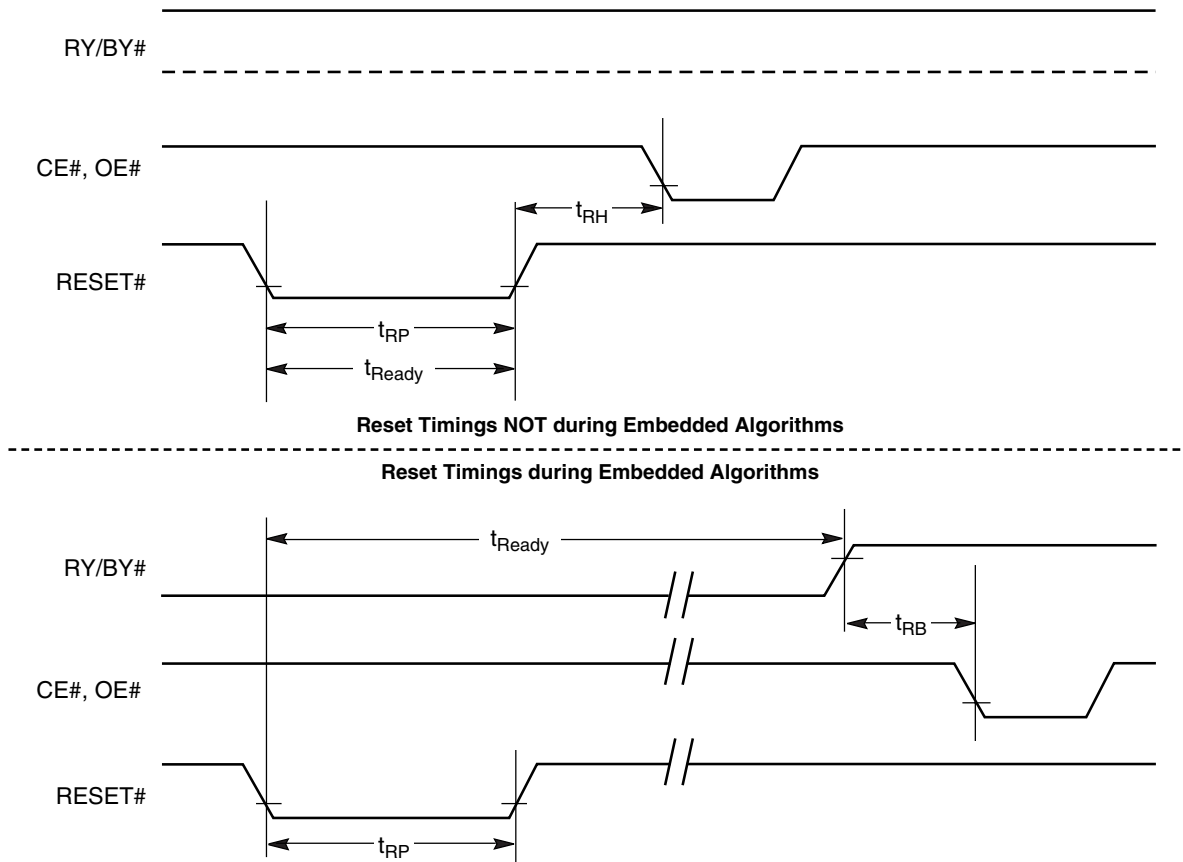 RY/BY#
CE#, OE#
tRH
RESET#
tRP
tReady
Reset Timings NOT during Embedded Algorithms
Reset Timings during Embedded Algorithms
tReady
RY/BY#
tRB
CE#, OE#
RESET#
tRP